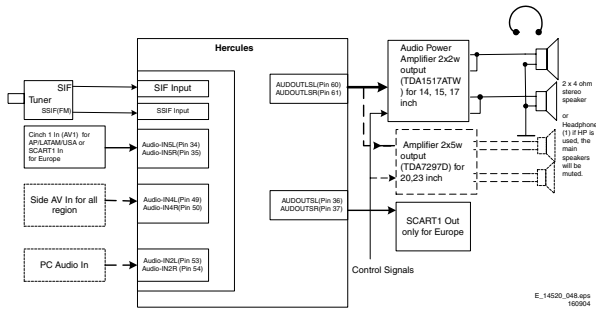 Hercules
SIF
Tuner
SSIF(FM)
SIF Input
SSIF Input
Cinch 1 In (AV1) for
AP/LATAM/USA or
SCART1 In
for Europe
Audio-IN5L(Pin 34)
Audio-IN5R(Pin 35)
Side AV In for all
region
Audio-IN4L(Pin 49)
Audio-IN4R(Pin 50)
PC Audio In
Audio-IN2L(Pin 53)
Audio-IN2R (Pin 54)
AUDOUTLSL(Pin 60)
AUDOUTLSR(Pin 61)
AUDOUTSL(Pin 36)
AUDOUTSR(Pin 37)
Audio Power
Amplifier 2x2w
output
(TDA1517ATW
) for 14, 15, 17
inch
Amplifier 2x5w
output
(TDA7297D) for
20,23 inch
SCART1 Out
only for Europe
Control Signals
2 x 4 ohm
stereo
speaker
or
Headphone
(1) if HP is
used, the
main
speakers
will be
muted.
E_14520_048.eps
160904